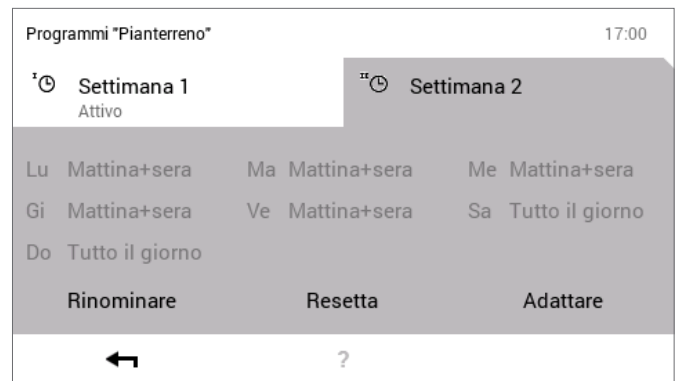 Programmi "Pianterreno" 17:00
I Settimana 1 II Settimana 2
Attivo
Lu Mattina+sera Ma Mattina+sera Me Mattina+sera
Gi Mattina+sera Ve Mattina+sera Sa Tutto il giorno
Do Tutto il giorno
Rinominare Resetta Adattare
?